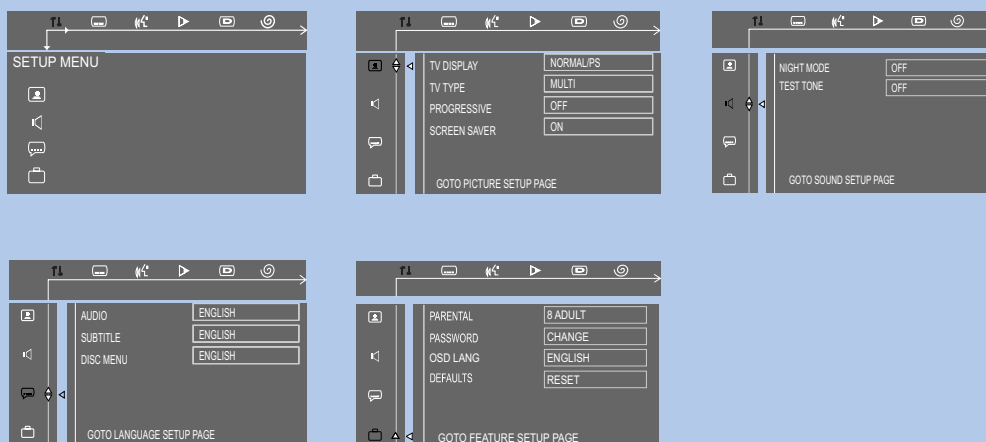 SETUP MENU
TV DISPLAY NORMAL/PS
TV TYPE MULTI
PROGRESSIVE OFF
SCREEN SAVER ON
GOTO PICTURE SETUP PAGE
NIGHT MODE OFF
TEST TONE OFF
GOTO SOUND SETUP PAGE
AUDIO ENGLISH
SUBTITLE ENGLISH
DISC MENU ENGLISH
GOTO LANGUAGE SETUP PAGE
PARENTAL 8 ADULT
PASSWORD CHANGE
OSD LANG ENGLISH
DEFAULTS RESET
GOTO FEATURE SETUP PAGE